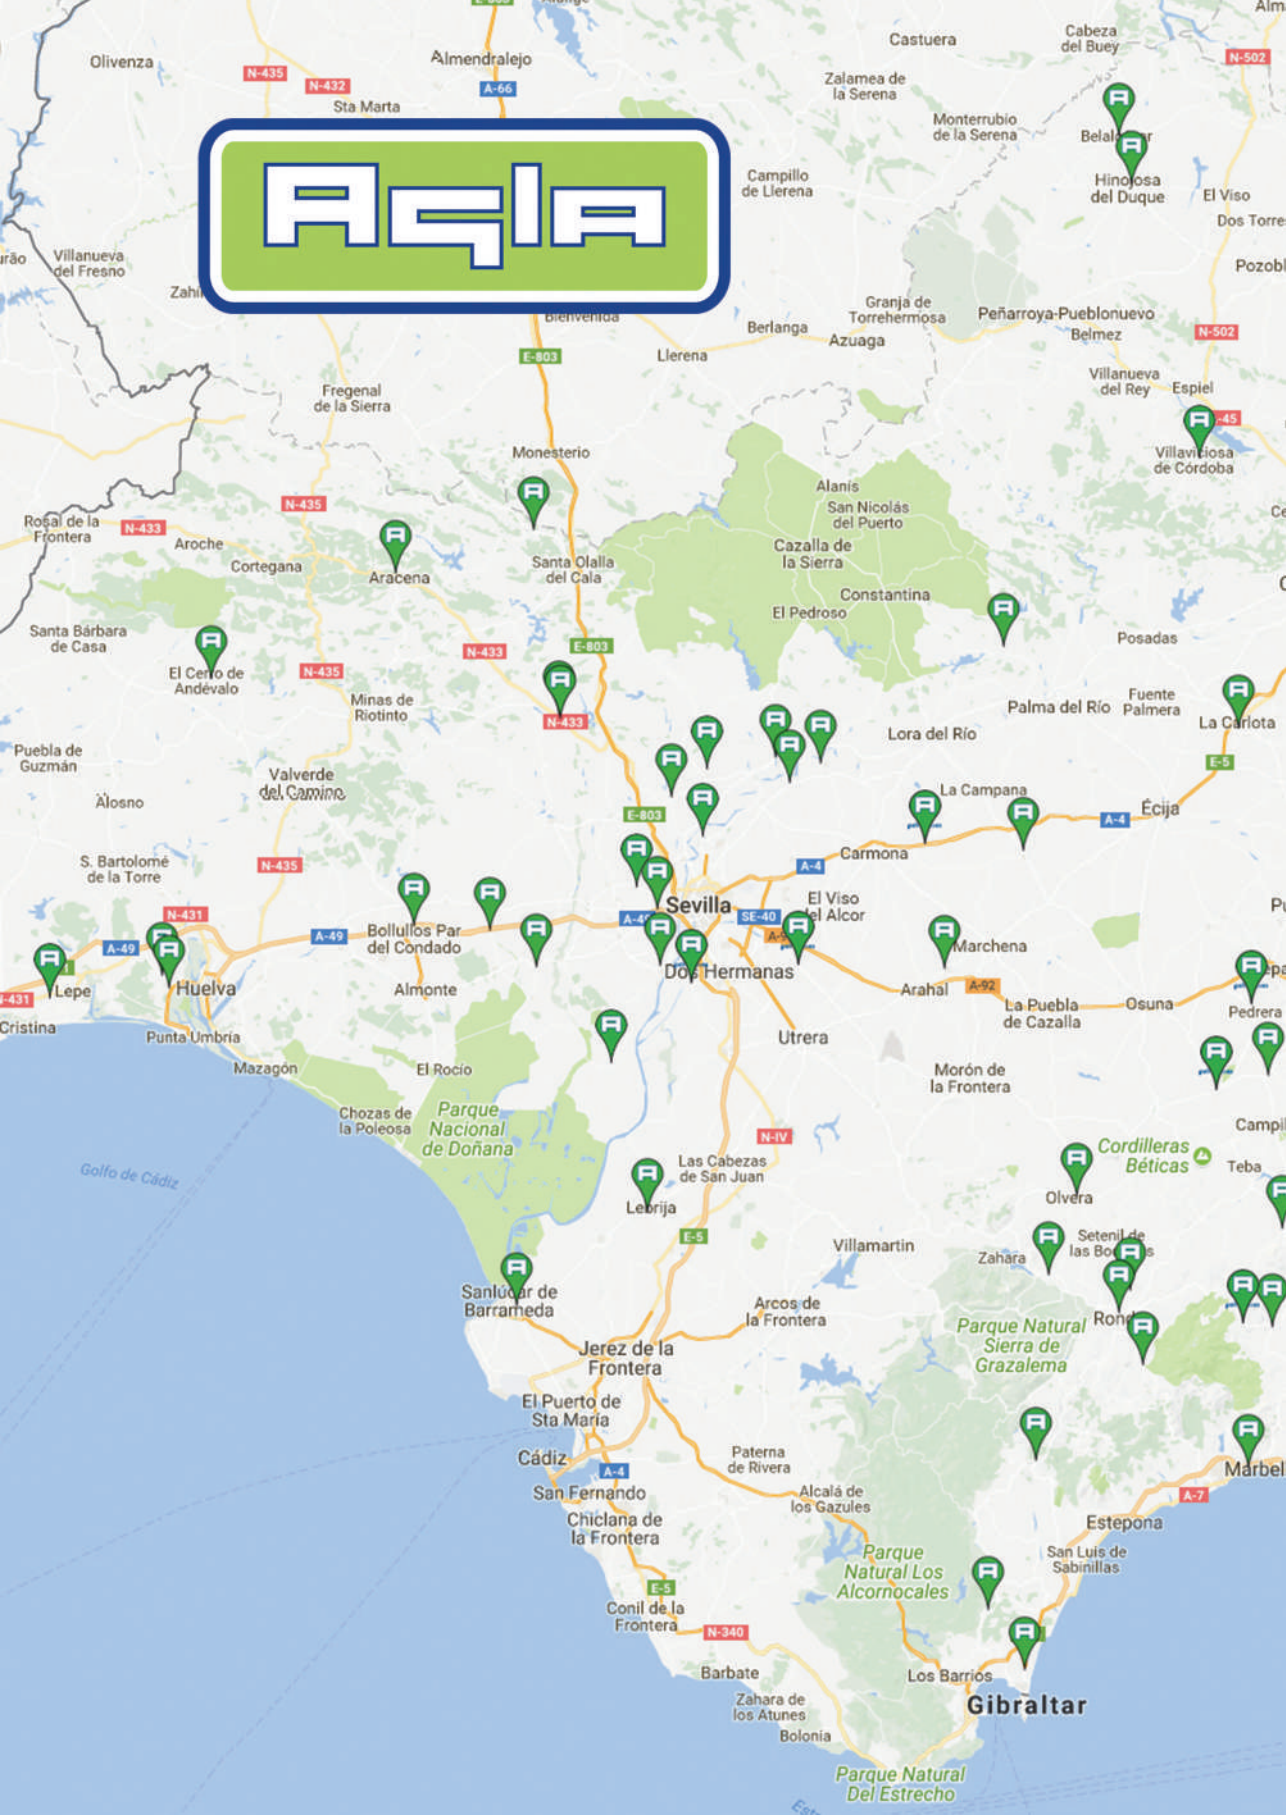 Castuera
Cabeza
del Buey
Olivenza
N-435
N-432
Almendralejo
A-66
Sta Marta
Zalamea de
la Serena
N-502
Monterrubio
de la Serena
Aqla
Campillo
de Llerena
Hinojosa
del Duque
El Viso
Dos Torre
Villanueva
del Fresno
Pozobl
Bienvenida
Granja de
Torrehermosa
Berlanga
Azuaga
Peñarroya-Pueblonuevo
Belmez
N-502
E-803
Llerena
Villanueva
del Rey
Espiel
Fregenal
de la Sierra
-45
Monesterio
Villaviciosa
de Córdoba
Alanís
San Nicolás
del Puerto
N-435
Rosal de la
Frontera
N-433
Aroche
Cortegana
Aracena
Santa Olalla
del Cala
Cazalla de
la Sierra
Constantina
El Pedroso
Santa Bárbara
de Casa
Posadas
N-433
E-803
N-435
El Cerro de
Andévalo
Minas de
Riotinto
N-433
Palma del Río
Fuente
Palmera
La Carlota
Lora del Río
Puebla de
Guzmán
E-5
Valverde
del Camino
Alosno
La Campana
Écija
E-803
A-4
Carmona
A-4
S. Bartolomé
de la Torre
N-435
N-431
A-49
A-49
Bollullos Par
del Condado
Sevilla
A-49
SE-40
El Viso
del Alcor
Marchena
Lepe
Huelva
Almonte
Dos Hermanas
Arahal
A-92
La Puebla
de Cazalla
Osuna
Pedrera
-431
Cristina
Punta Umbría
Utrera
Mazagón
El Rocío
Morón de
la Frontera
Chozas de
la Poleosa
Parque
Nacional
de Doñana
N-IV
Campil
Cordilleras
Béticas
Teba
Golfo de Cádiz
Las Cabezas
de San Juan
Olvera
Lebrija
E-5
Villamartin
Zahara
Setenil de
las Bodegas
Sanlúcar de
Barrameda
Arcos de
la Frontera
Parque Natural
Sierra de
Grazalema
Ronda
Jerez de la
Frontera
El Puerto de
Sta María
Cádiz
A-4
San Fernando
Paterna
de Rivera
Marbel
A-7
Alcalá de
los Gazules
Chiclana de
la Frontera
Estepona
San Luis de
Sabinillas
Parque
Natural Los
Alcornocales
E-5
Conil de la
Frontera
N-340
Barbate
Los Barrios
Zahara de
los Atunes
Gibraltar
Bolonia
Parque Natural
Del Estrecho